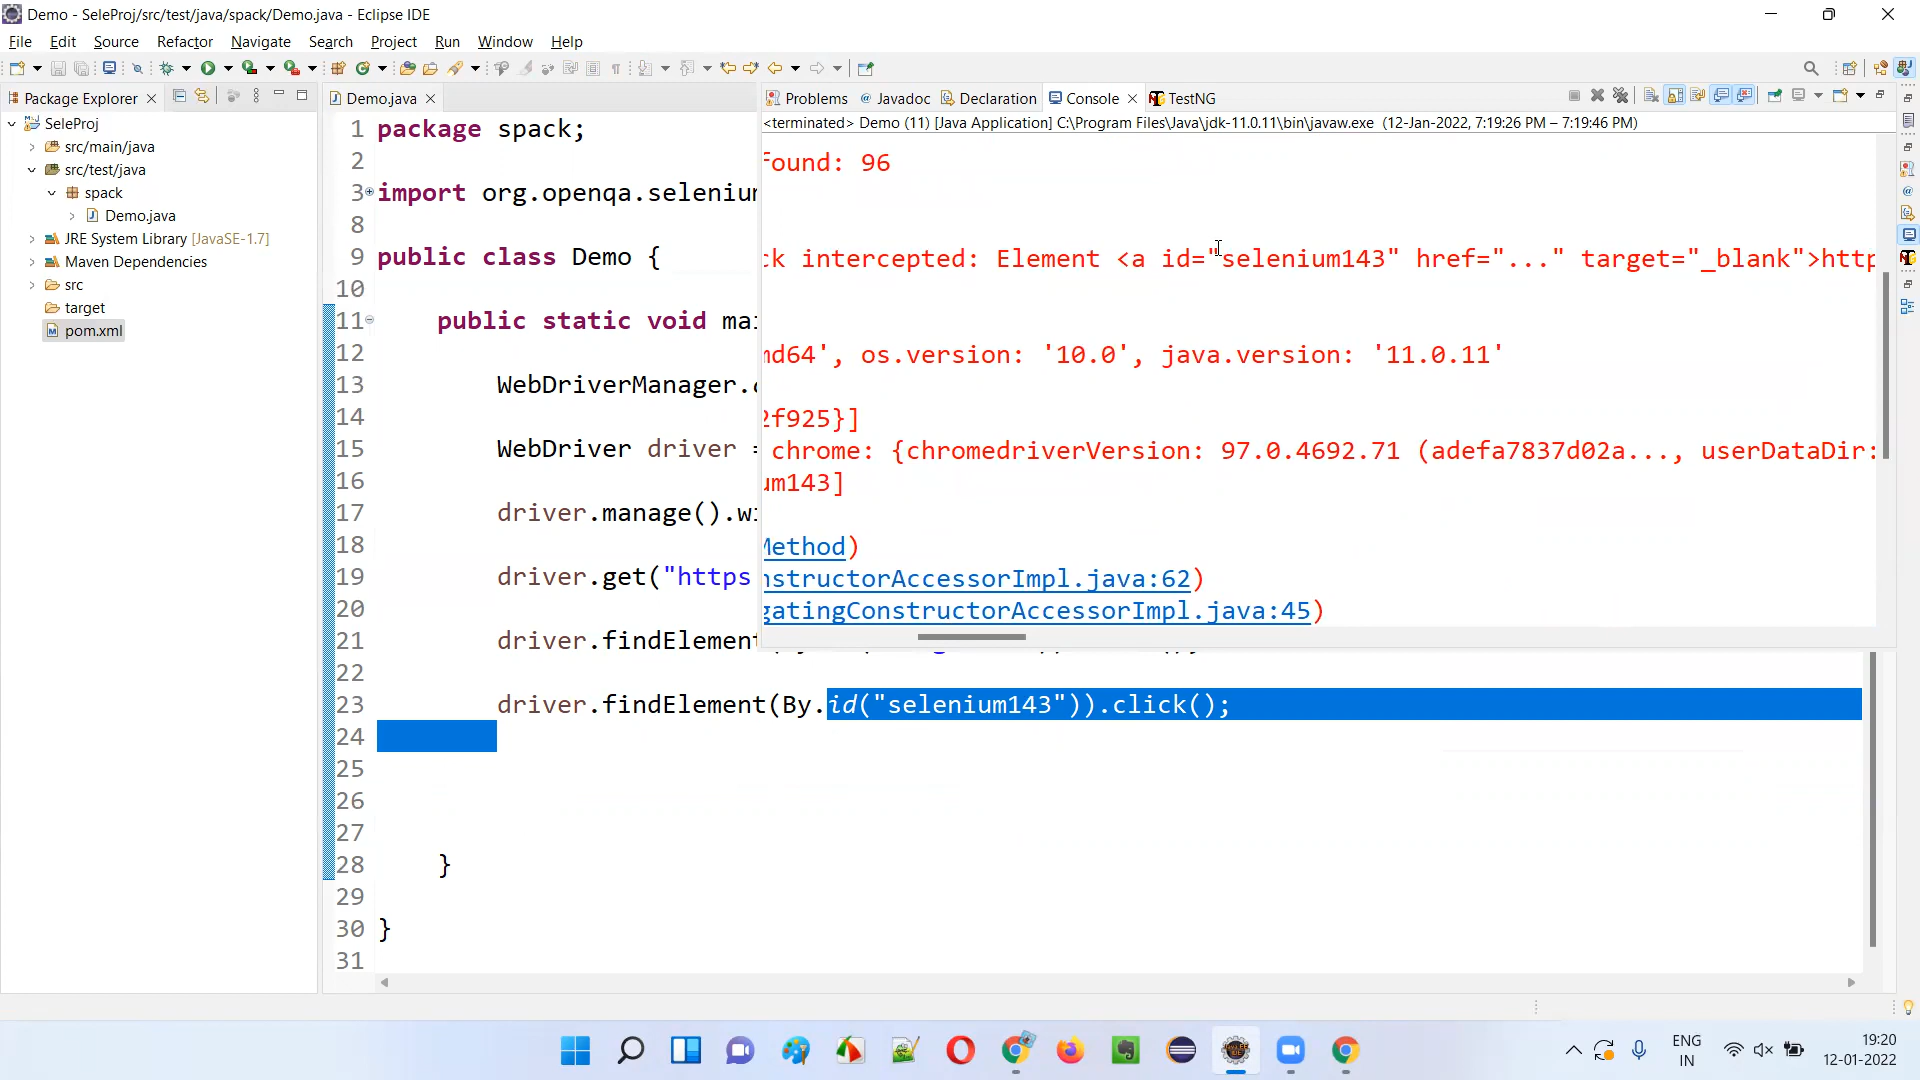 Demo - SeleProj/src/test/java/spack/Demo.java - Eclipse IDE
File Edit Source Refactor Navigate Search Project Run Window Help
Package Explorer
SeleProj
src/main/java
src/test/java
spack
Demo.java
JRE System Library [JavaSE-1.7]
Maven Dependencies
src
target
pom.xml
Demo.java
1 package spack;
2
3 import org.openqa.selenium
8
9 public class Demo {
10
11 public static void mai
12
13 WebDriverManager.
14
15 WebDriver driver =
16
17 driver.manage().wi
18
19 driver.get("https
20
21 driver.findElement
22
23 driver.findElement(By.id("selenium143")).click();
24
25
26
27
28 }
29
30 }
31
Problems Javadoc Declaration Console TestNG
<terminated> Demo (11) [Java Application] C:\Program Files\Java\jdk-11.0.11\bin\javaw.exe (12-Jan-2022, 7:19:26 PM – 7:19:46 PM)
found: 96
ck intercepted: Element <a id="selenium143" href="..." target="_blank">http
md64', os.version: '10.0', java.version: '11.0.11'
2f925}]
chrome: {chromedriverVersion: 97.0.4692.71 (adefa7837d02a..., userDataDir:
um143]
Method)
nstructorAccessorImpl.java:62)
gatingConstructorAccessorImpl.java:45)
ENG
IN
19:20
12-01-2022